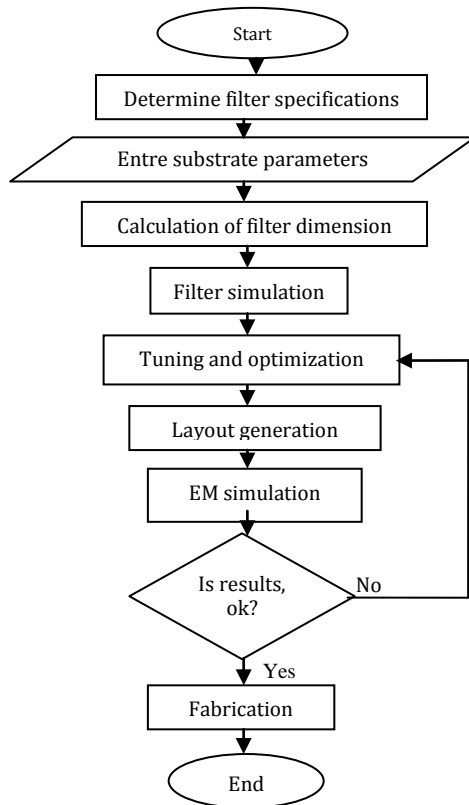 Start
Determine filter specifications
Entre substrate parameters
Calculation of filter dimension
Filter simulation
Tuning and optimization
Layout generation
EM simulation
Is results,
ok?
No
Yes
Fabrication
End